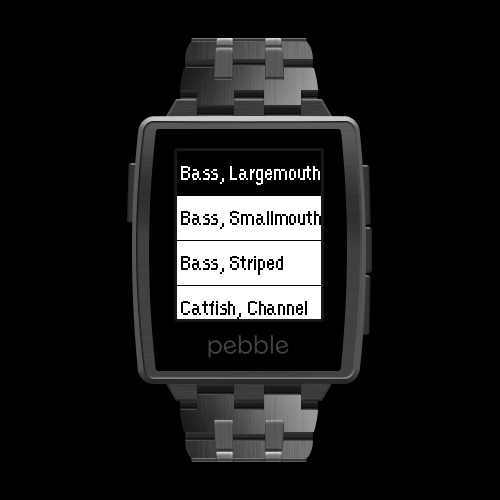 Bass, Largemouth
Bass, Smallmouth
Bass, Striped
Catfish, Channel
pebble